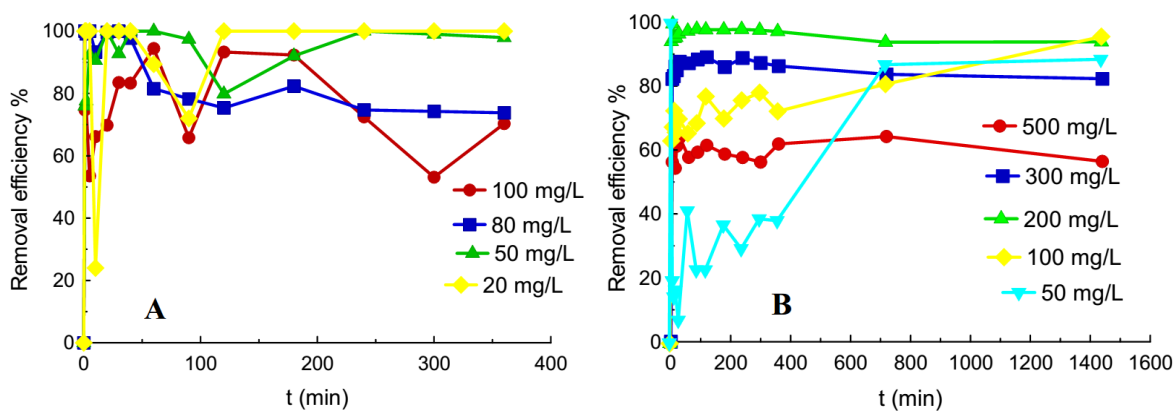 Removal efficiency %
100
80
60
40
20
0
0
100
200
300
400
t (min)
A
100 mg/L
80 mg/L
50 mg/L
20 mg/L
Removal efficiency %
100
80
60
40
20
0
0
200
400
600
800
1000
1200
1400
1600
t (min)
B
500 mg/L
300 mg/L
200 mg/L
100 mg/L
50 mg/L